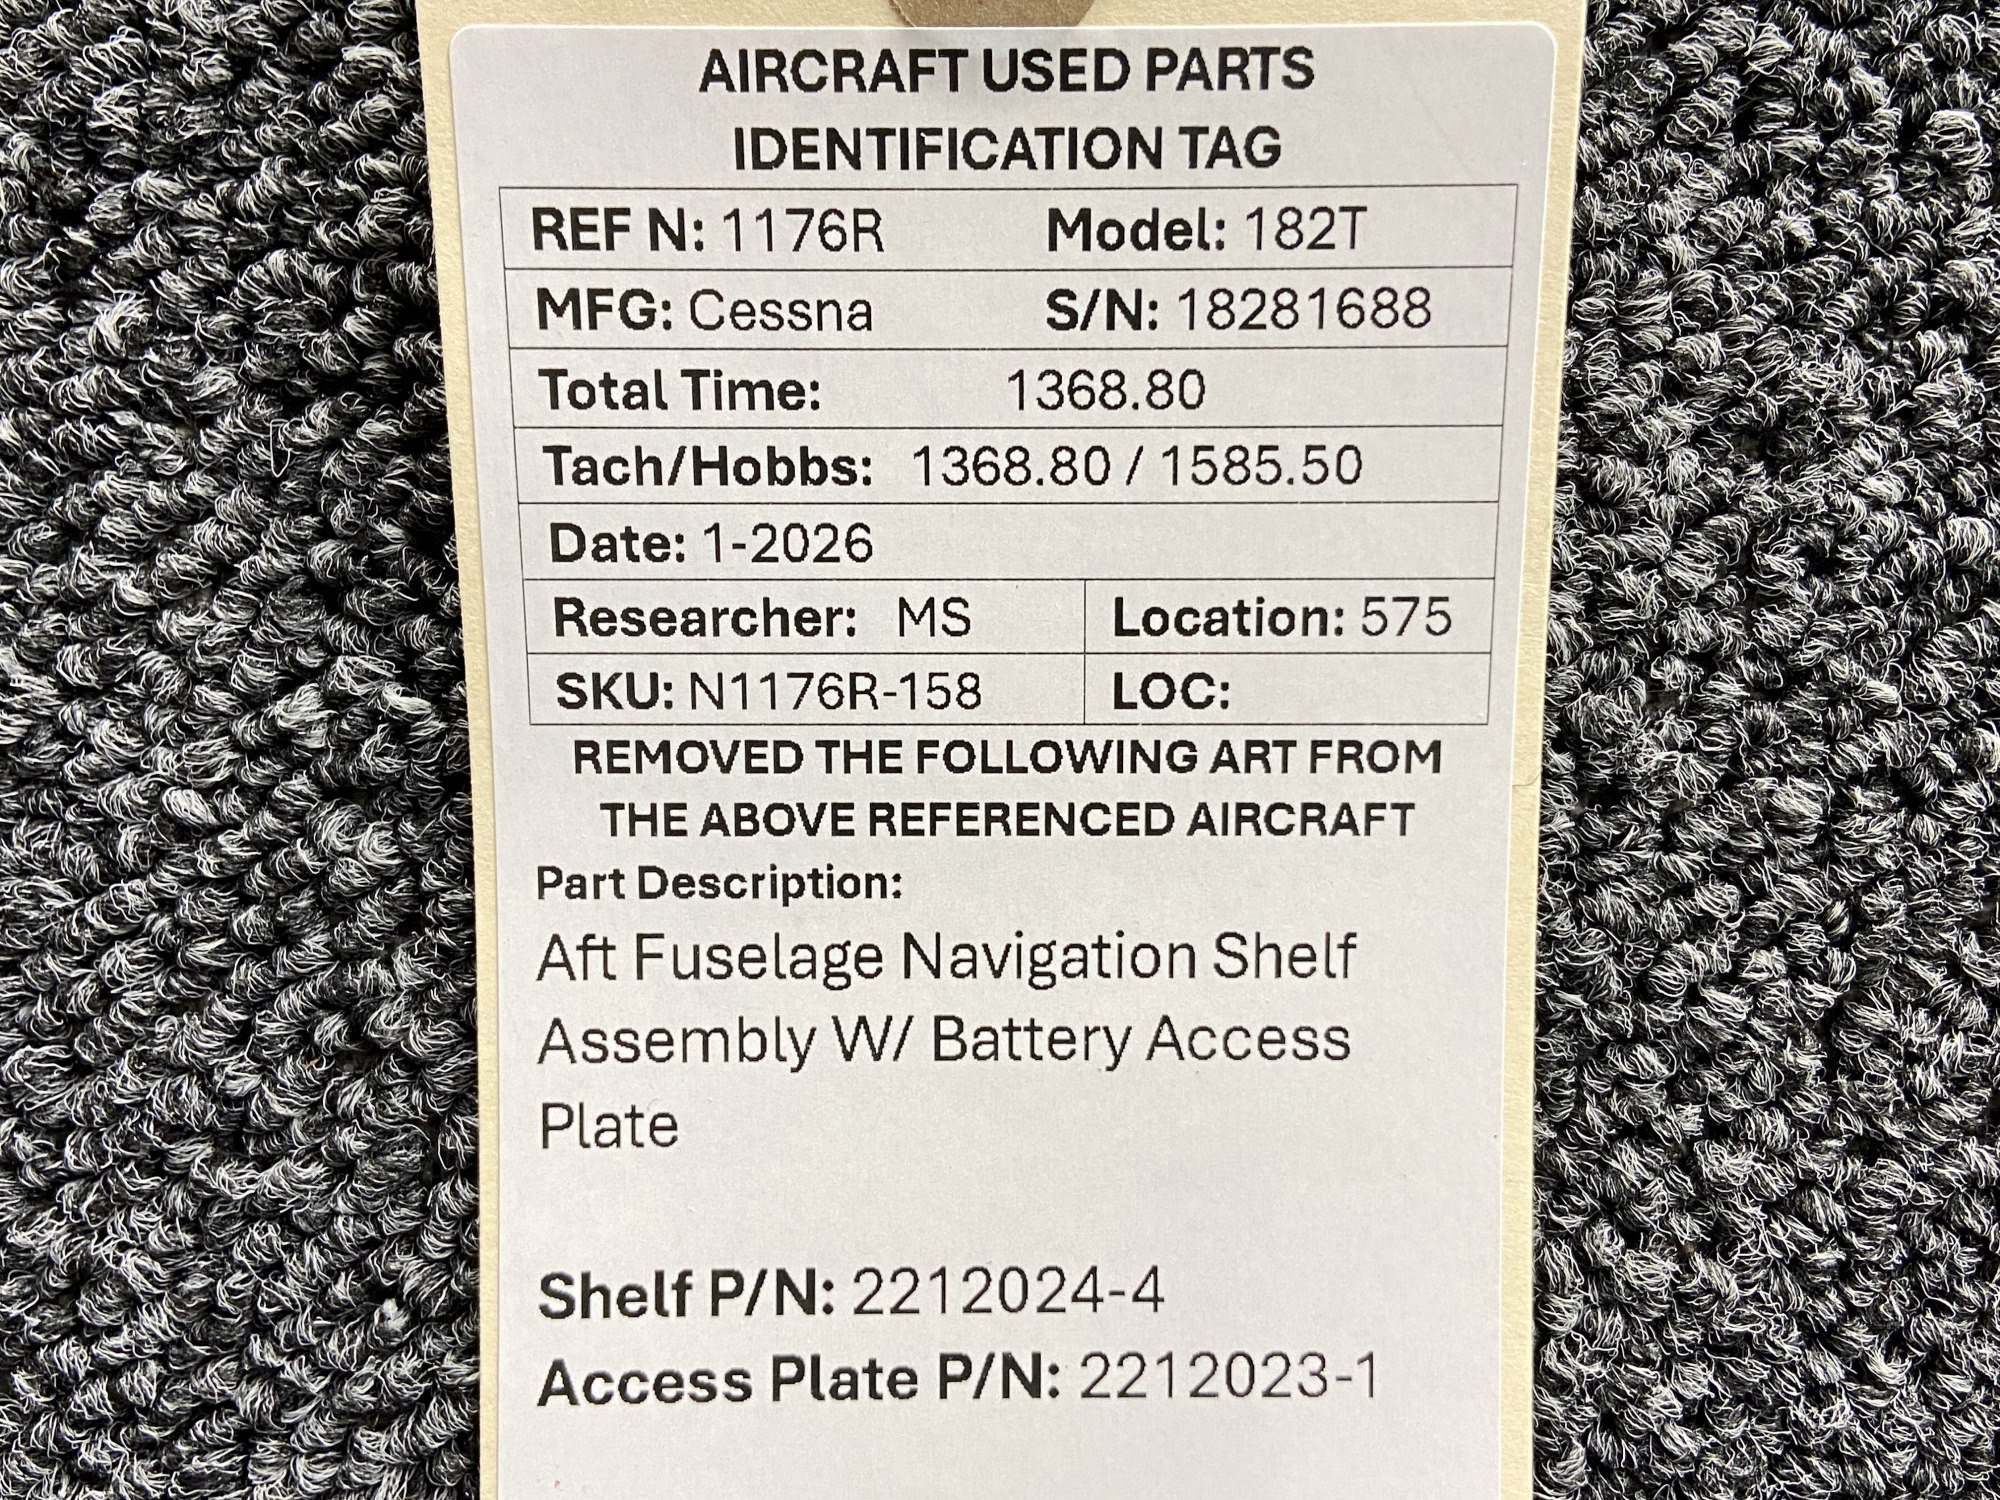 AIRCRAFT USED PARTS
IDENTIFICATION TAG
REF N: 1176R Model: 182T
MFG: Cessna S/N: 18281688
Total Time: 1368.80
Tach/Hobbs: 1368.80 / 1585.50
Date: 1-2026
Researcher: MS Location: 575
SKU: N1176R-158 LOC:
REMOVED THE FOLLOWING ART FROM
THE ABOVE REFERENCED AIRCRAFT
Part Description:
Aft Fuselage Navigation Shelf
Assembly W/ Battery Access
Plate
Shelf P/N: 2212024-4
Access Plate P/N: 2212023-1